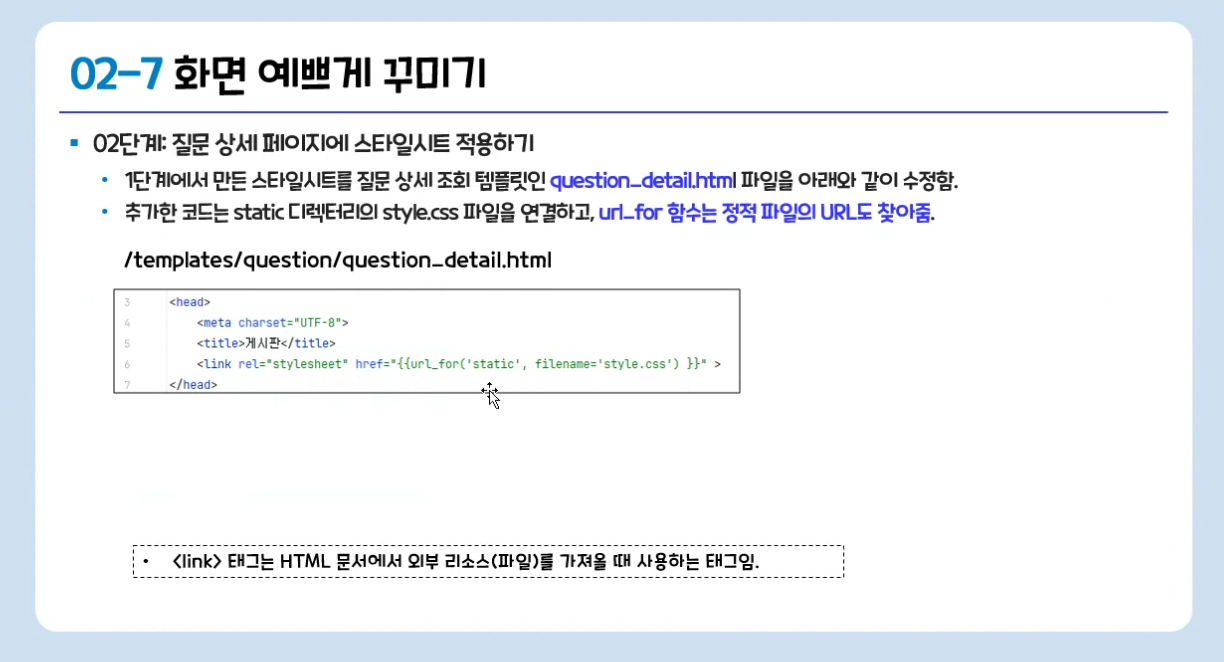 02-7 화면 예쁘게 꾸미기
▪ 02단계: 질문 상세 페이지에 스타일시트 적용하기
• 1단계에서 만든 스타일시트를 질문 상세 조회 템플릿인 question_detail.html 파일을 아래와 같이 수정함.
• 추가한 코드는 static 디렉터리의 style.css 파일을 연결하고, url_for 함수는 정적 파일의 URL도 찾아줌.
/templates/question/question_detail.html
3 <head>
4 <meta charset="UTF-8">
5 <title>게시판</title>
6 <link rel="stylesheet" href="{{url_for('static', filename='style.css') }}" >
7 </head>
• <link> 태그는 HTML 문서에서 외부 리소스(파일)를 가져올 때 사용하는 태그임.